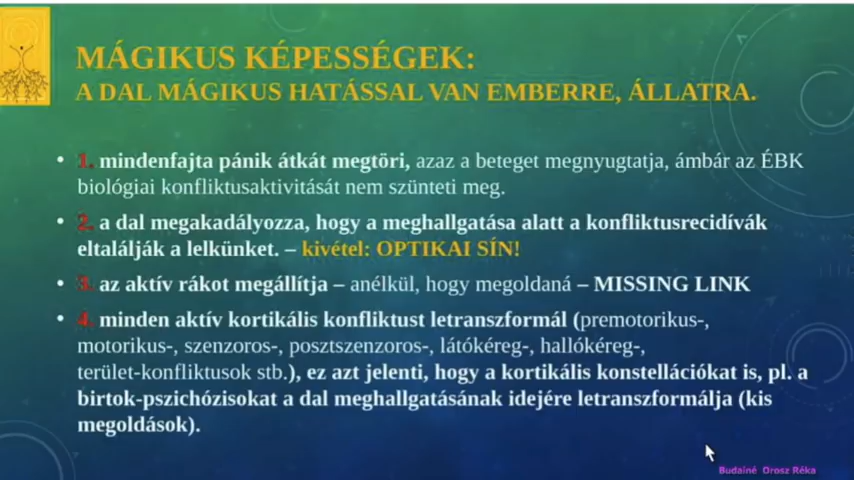 MÁGIKUS KÉPESSÉGEK:
A DAL MÁGIKUS HATÁSSAL VAN EMBERRE, ÁLLATRA.
• 1. mindenfajta pánik átkát megtöri, azaz a beteget megnyugtatja, ámbár az ÉBK
biológiai konfliktusaktivitását nem szünteti meg.
• 2. a dal megakadályozza, hogy a meghallgatása alatt a konfliktusrecidívák
eltalálják a lelkünket. – kivétel: OPTIKAI SÍN!
• 3. az aktív rákot megállítja – anélkül, hogy megoldaná – MISSING LINK
• 4. minden aktív kortikális konfliktust letranszformál (premotorikus-,
motorikus-, szenzoros-, posztszenzoros-, látókéreg-, hallókéreg-,
terület-konfliktusok stb.), ez azt jelenti, hogy a kortikális konstellációkat is, pl. a
birtok-pszichózisokat a dal meghallgatásának idejére letranszformálja (kis
megoldások).
Budainé Orosz Réka